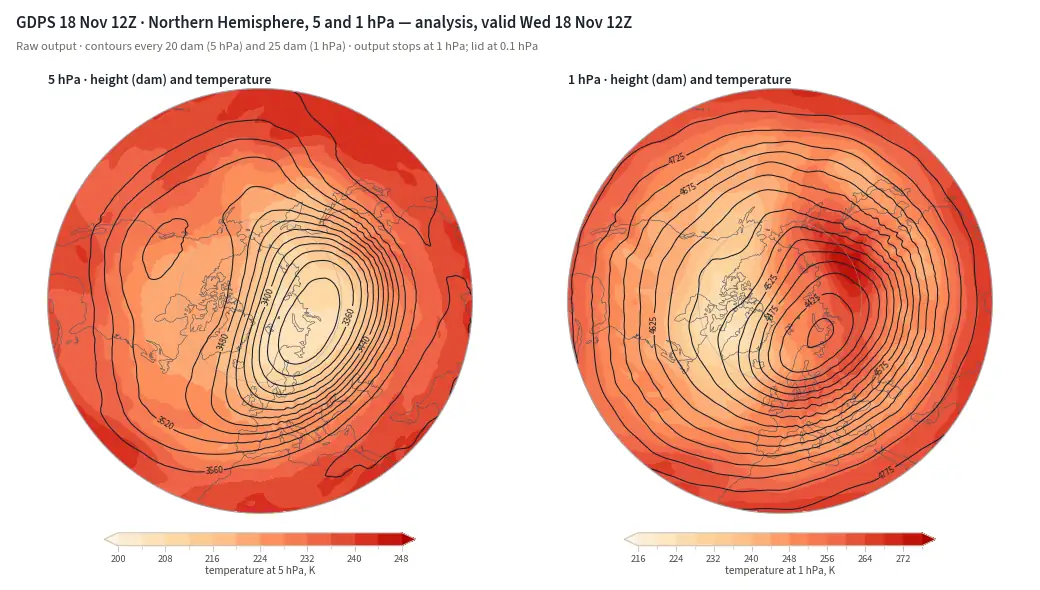 GDPS 18 Nov 12Z · Northern Hemisphere, 5 and 1 hPa — analysis, valid Wed 18 Nov 12Z
Raw output · contours every 20 dam (5 hPa) and 25 dam (1 hPa) · output stops at 1 hPa; lid at 0.1 hPa
5 hPa · height (dam) and temperature
1 hPa · height (dam) and temperature
3400
3360
3440
3480
3520
3560
4725
4675
4625
4425
4575
4625
4575
4775
200 208 216 224 232 240 248
temperature at 5 hPa, K
216 224 232 240 248 256 264 272
temperature at 1 hPa, K